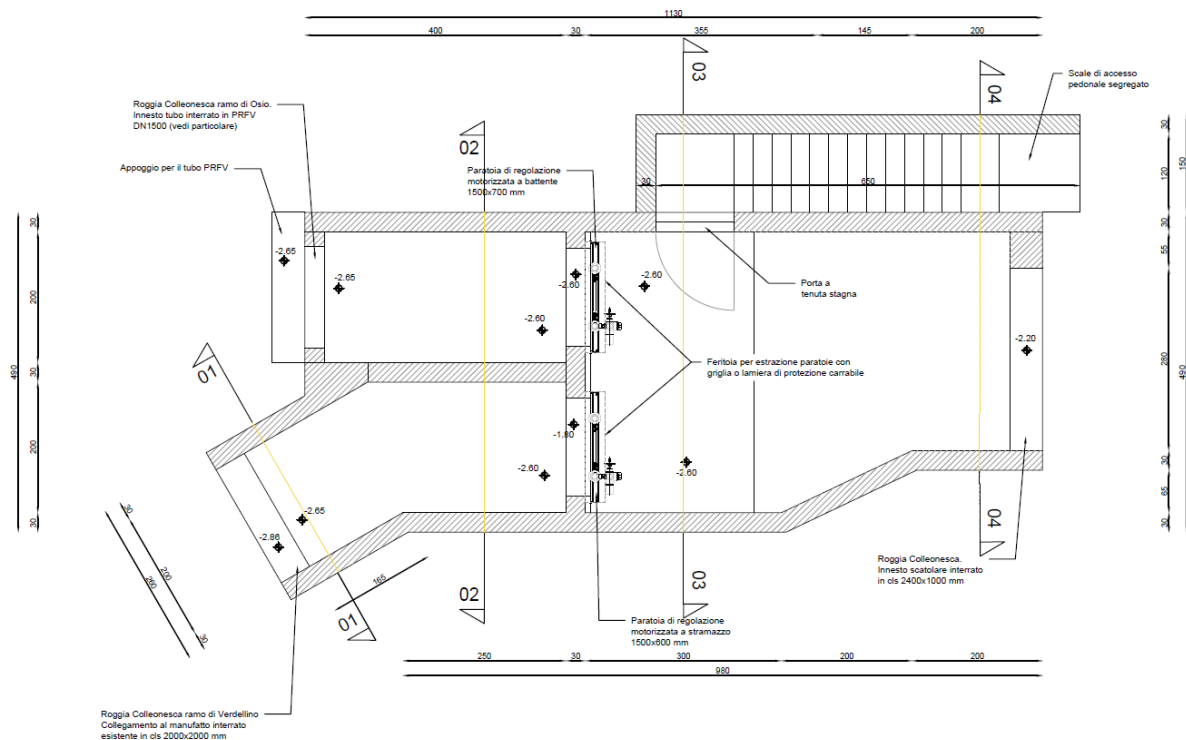 1130
400
30
355
145
200
03
04
Scale di accesso
pedonale segregato
Roggia Colleonesca ramo di Osio.
Innesto tubo interrato in PRFV
DN1500 (vedi particolare)
02
Appoggio per il tubo PRFV
Paratoia di regolazione
motorizzata a battente
1500x700 mm
30
650
30
120
150
30
30
55
-2.65
-2.65
-2.60
-2.60
-2.60
Porta a
tenuta stagna
200
200
280
490
490
-2.20
01
30
Feritoia per estrazione paratoie con
griglia o lamiera di protezione carrabile
200
-1.80
-2.60
-2.60
30
65
30
30
-2.65
-2.86
30
200
260
30
165
01
02
03
04
Roggia Colleonesca.
Innesto scatolare interrato
in cls 2400x1000 mm
Paratoia di regolazione
motorizzata a stramazzo
1500x600 mm
250
30
300
200
200
980
Roggia Colleonesca ramo di Verdellino
Collegamento al manufatto interrato
esistente in cls 2000x2000 mm